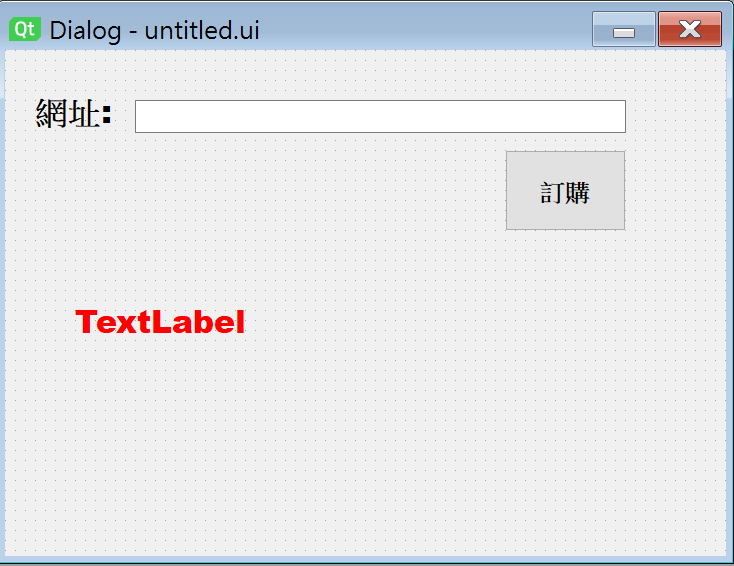 Qt Dialog - untitled.ui
網址:
訂購
TextLabel